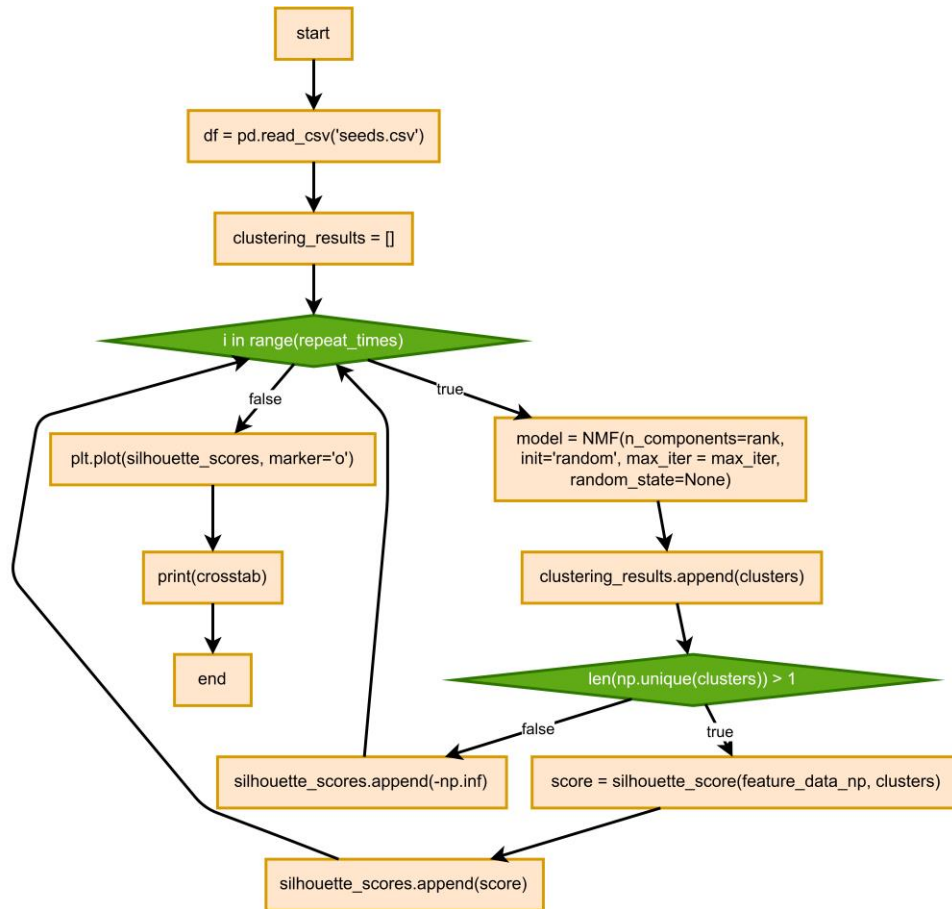 start
df = pd.read_csv('seeds.csv')
clustering_results = []
i in range(repeat_times)
false
true
plt.plot(silhouette_scores, marker='o')
model = NMF(n_components=rank,
init='random', max_iter = max_iter,
random_state=None)
print(crosstab)
clustering_results.append(clusters)
end
len(np.unique(clusters)) > 1
false
true
silhouette_scores.append(-np.inf)
score = silhouette_score(feature_data_np, clusters)
silhouette_scores.append(score)